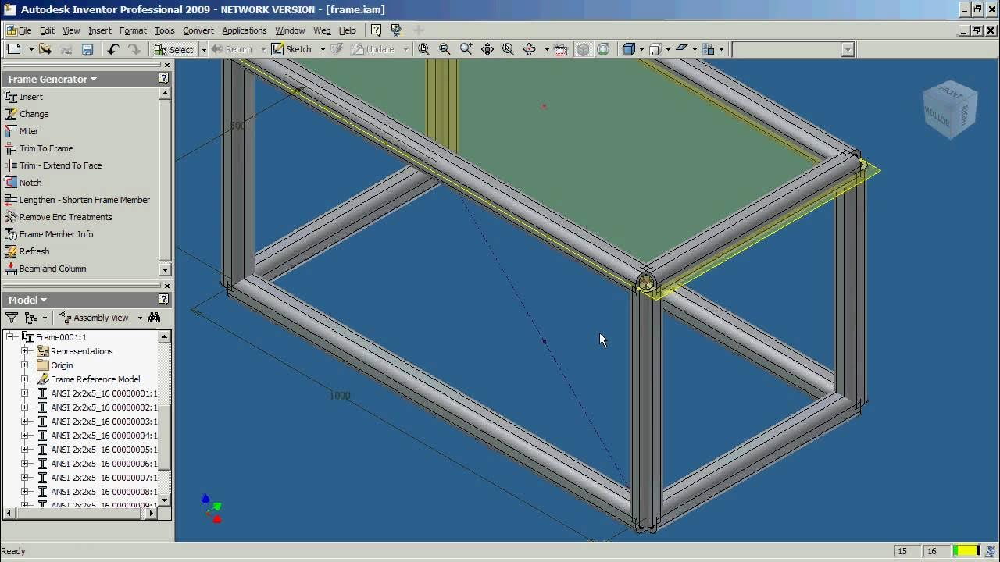 Autodesk Inventor Professional 2009 - NETWORK VERSION - [frame.iam]
File Edit View Insert Format Tools Convert Applications Window Web Help
Select Return Sketch Update
Frame Generator
Insert
Change
Miter
Trim To Frame
Trim - Extend To Face
Notch
Lengthen - Shorten Frame Member
Remove End Treatments
Frame Member Info
Refresh
Beam and Column
Model
Assembly View
Frame0001:1
Representations
Origin
Frame Reference Model
ANSI 2x2x5_16 00000001:1
ANSI 2x2x5_16 00000002:1
ANSI 2x2x5_16 00000003:1
ANSI 2x2x5_16 00000004:1
ANSI 2x2x5_16 00000005:1
ANSI 2x2x5_16 00000006:1
ANSI 2x2x5_16 00000007:1
ANSI 2x2x5_16 00000008:1
ANSI 2x2x5_16 00000009:1
500
1000
FRONT
BOTTOM
Ready
15 16